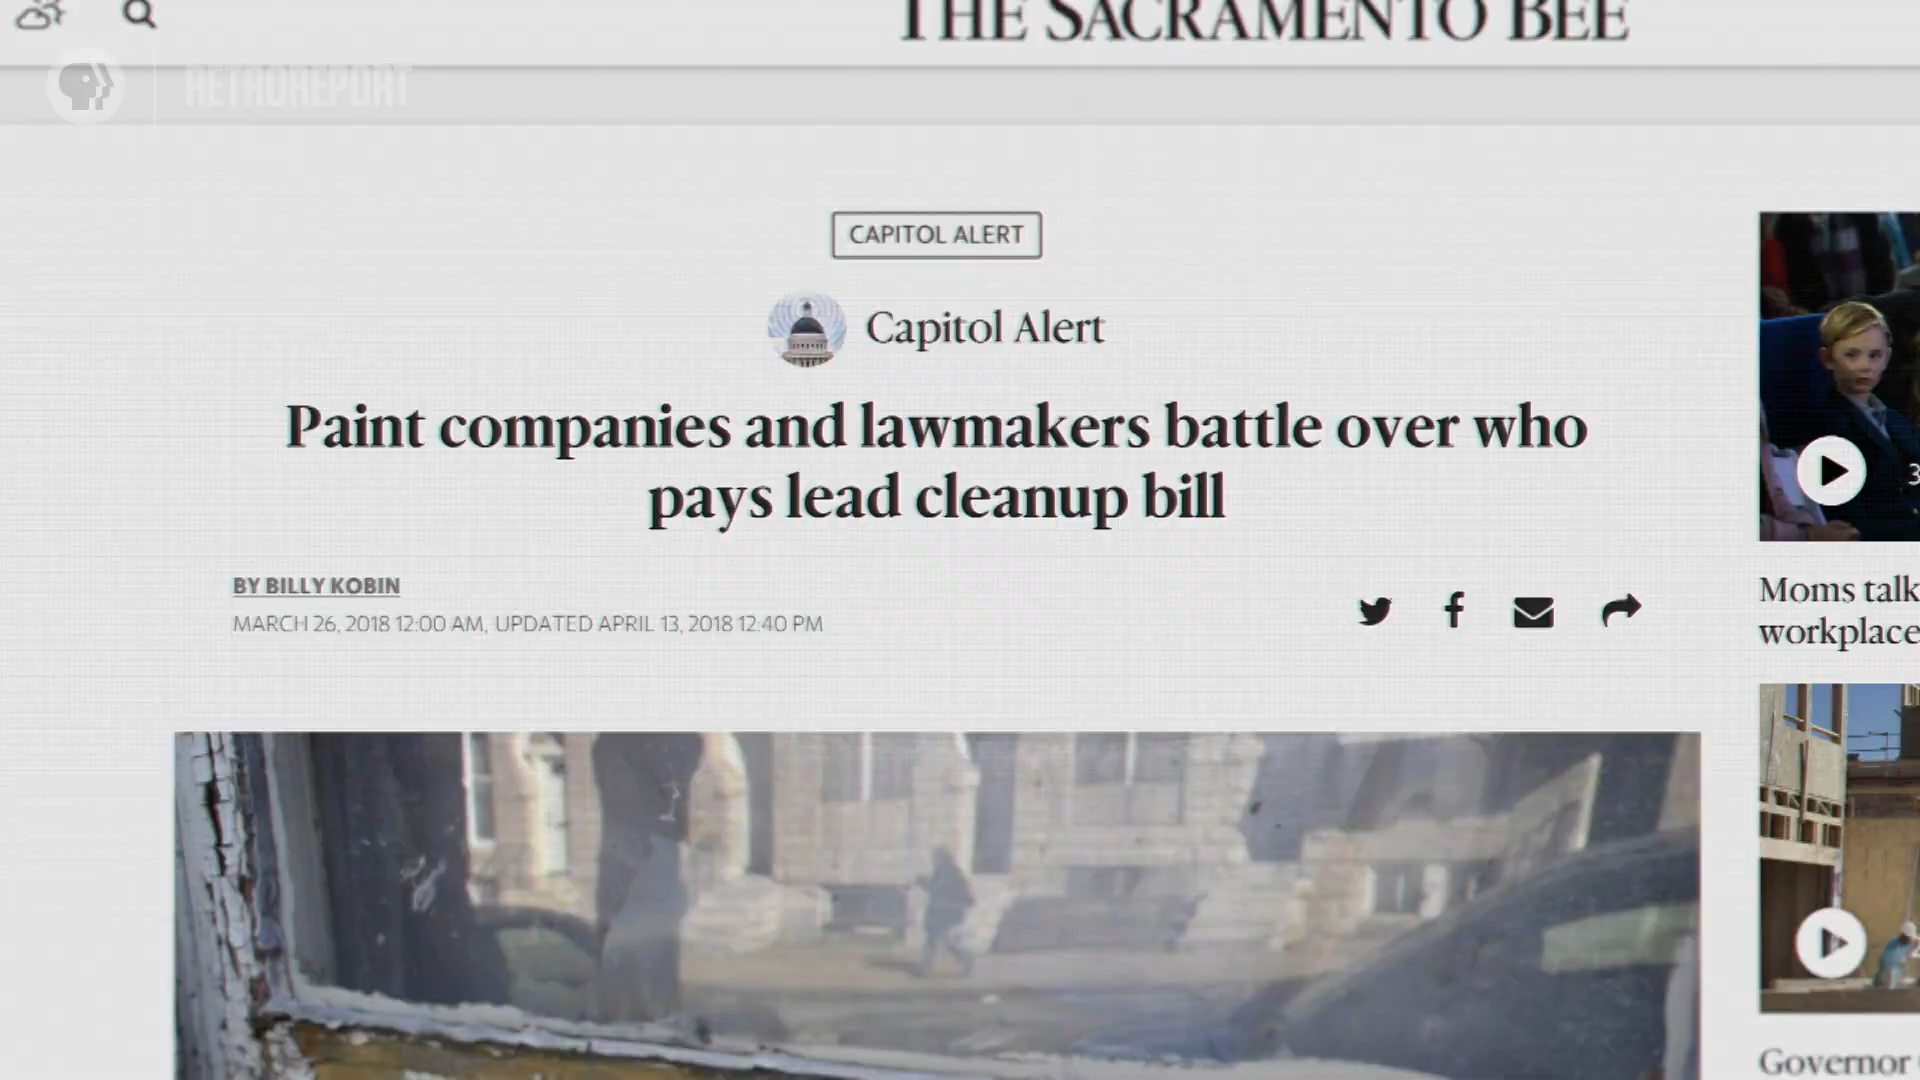 THE SACRAMENTO BEE
RETROREPORT
CAPITOL ALERT
Capitol Alert
Paint companies and lawmakers battle over who
pays lead cleanup bill
BY BILLY KOBIN
MARCH 26, 2018 12:00 AM, UPDATED APRIL 13, 2018 12:40 PM
Moms talk
workplace
Governor